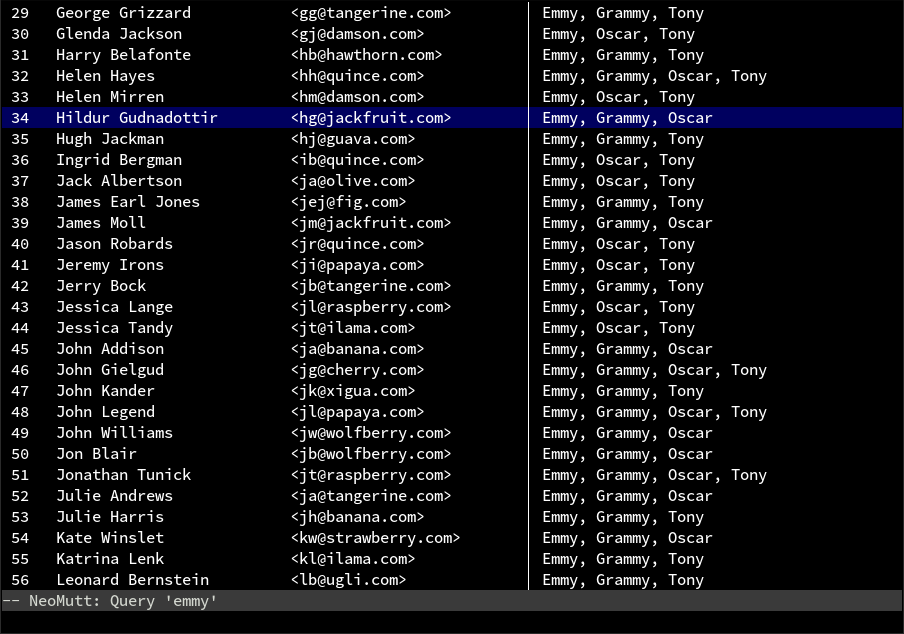 29 George Grizzard <gg@tangerine.com> Emmy, Grammy, Tony
30 Glenda Jackson <gj@damson.com> Emmy, Oscar, Tony
31 Harry Belafonte <hb@hawthorn.com> Emmy, Grammy, Tony
32 Helen Hayes <hh@quince.com> Emmy, Grammy, Oscar, Tony
33 Helen Mirren <hm@damson.com> Emmy, Oscar, Tony
34 Hildur Gudnadottir <hg@jackfruit.com> Emmy, Grammy, Oscar
35 Hugh Jackman <hj@guava.com> Emmy, Grammy, Tony
36 Ingrid Bergman <ib@quince.com> Emmy, Oscar, Tony
37 Jack Albertson <ja@olive.com> Emmy, Oscar, Tony
38 James Earl Jones <jej@fig.com> Emmy, Grammy, Tony
39 James Moll <jm@jackfruit.com> Emmy, Grammy, Oscar
40 Jason Robards <jr@quince.com> Emmy, Oscar, Tony
41 Jeremy Irons <ji@papaya.com> Emmy, Oscar, Tony
42 Jerry Bock <jb@tangerine.com> Emmy, Grammy, Tony
43 Jessica Lange <jl@raspberry.com> Emmy, Oscar, Tony
44 Jessica Tandy <jt@ilama.com> Emmy, Oscar, Tony
45 John Addison <ja@banana.com> Emmy, Grammy, Oscar
46 John Gielgud <jg@cherry.com> Emmy, Grammy, Oscar, Tony
47 John Kander <jk@xigua.com> Emmy, Grammy, Tony
48 John Legend <jl@papaya.com> Emmy, Grammy, Oscar, Tony
49 John Williams <jw@wolfberry.com> Emmy, Grammy, Oscar
50 Jon Blair <jb@wolfberry.com> Emmy, Grammy, Oscar
51 Jonathan Tunick <jt@raspberry.com> Emmy, Grammy, Oscar, Tony
52 Julie Andrews <ja@tangerine.com> Emmy, Grammy, Oscar
53 Julie Harris <jh@banana.com> Emmy, Grammy, Tony
54 Kate Winslet <kw@strawberry.com> Emmy, Grammy, Oscar
55 Katrina Lenk <kl@ilama.com> Emmy, Grammy, Tony
56 Leonard Bernstein <lb@ugli.com> Emmy, Grammy, Tony
-- NeoMutt: Query 'emmy'